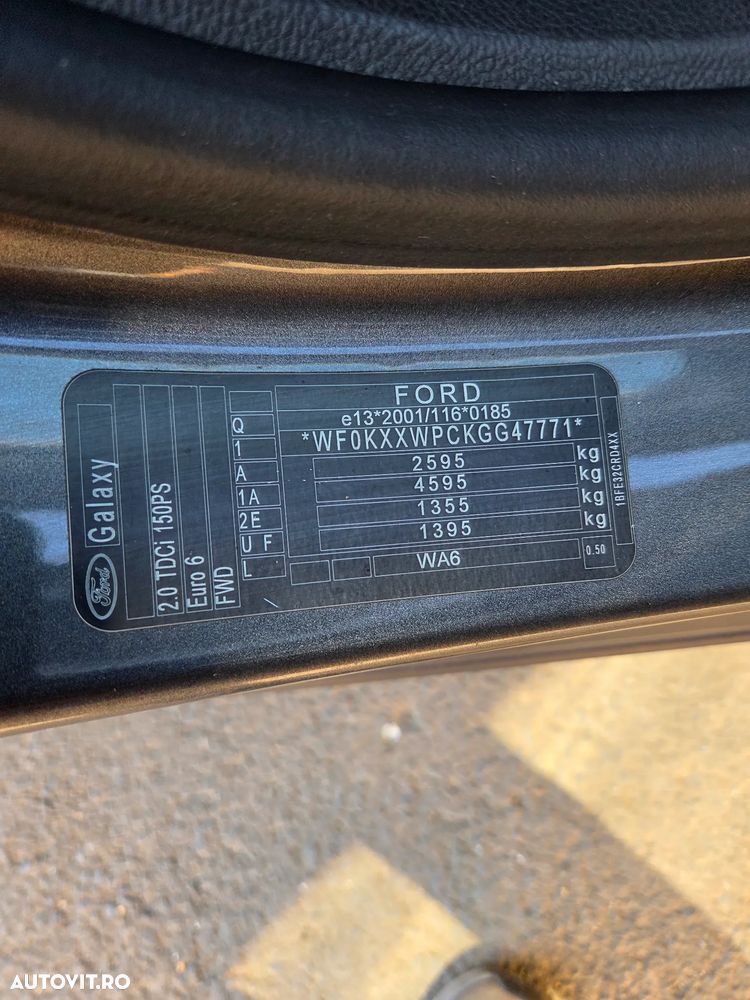 FORD
e13*2001/116*0185
*WF0KXXWPCKGG47771*
2595 kg
4595 kg
1355 kg
1395 kg
WA6
0.50
1BFE32CRD4XX
Q
1
A
1A
2E
U F
L
Ford
Galaxy
2.0 TDCi 150PS
Euro 6
FWD
AUTOVIT.RO